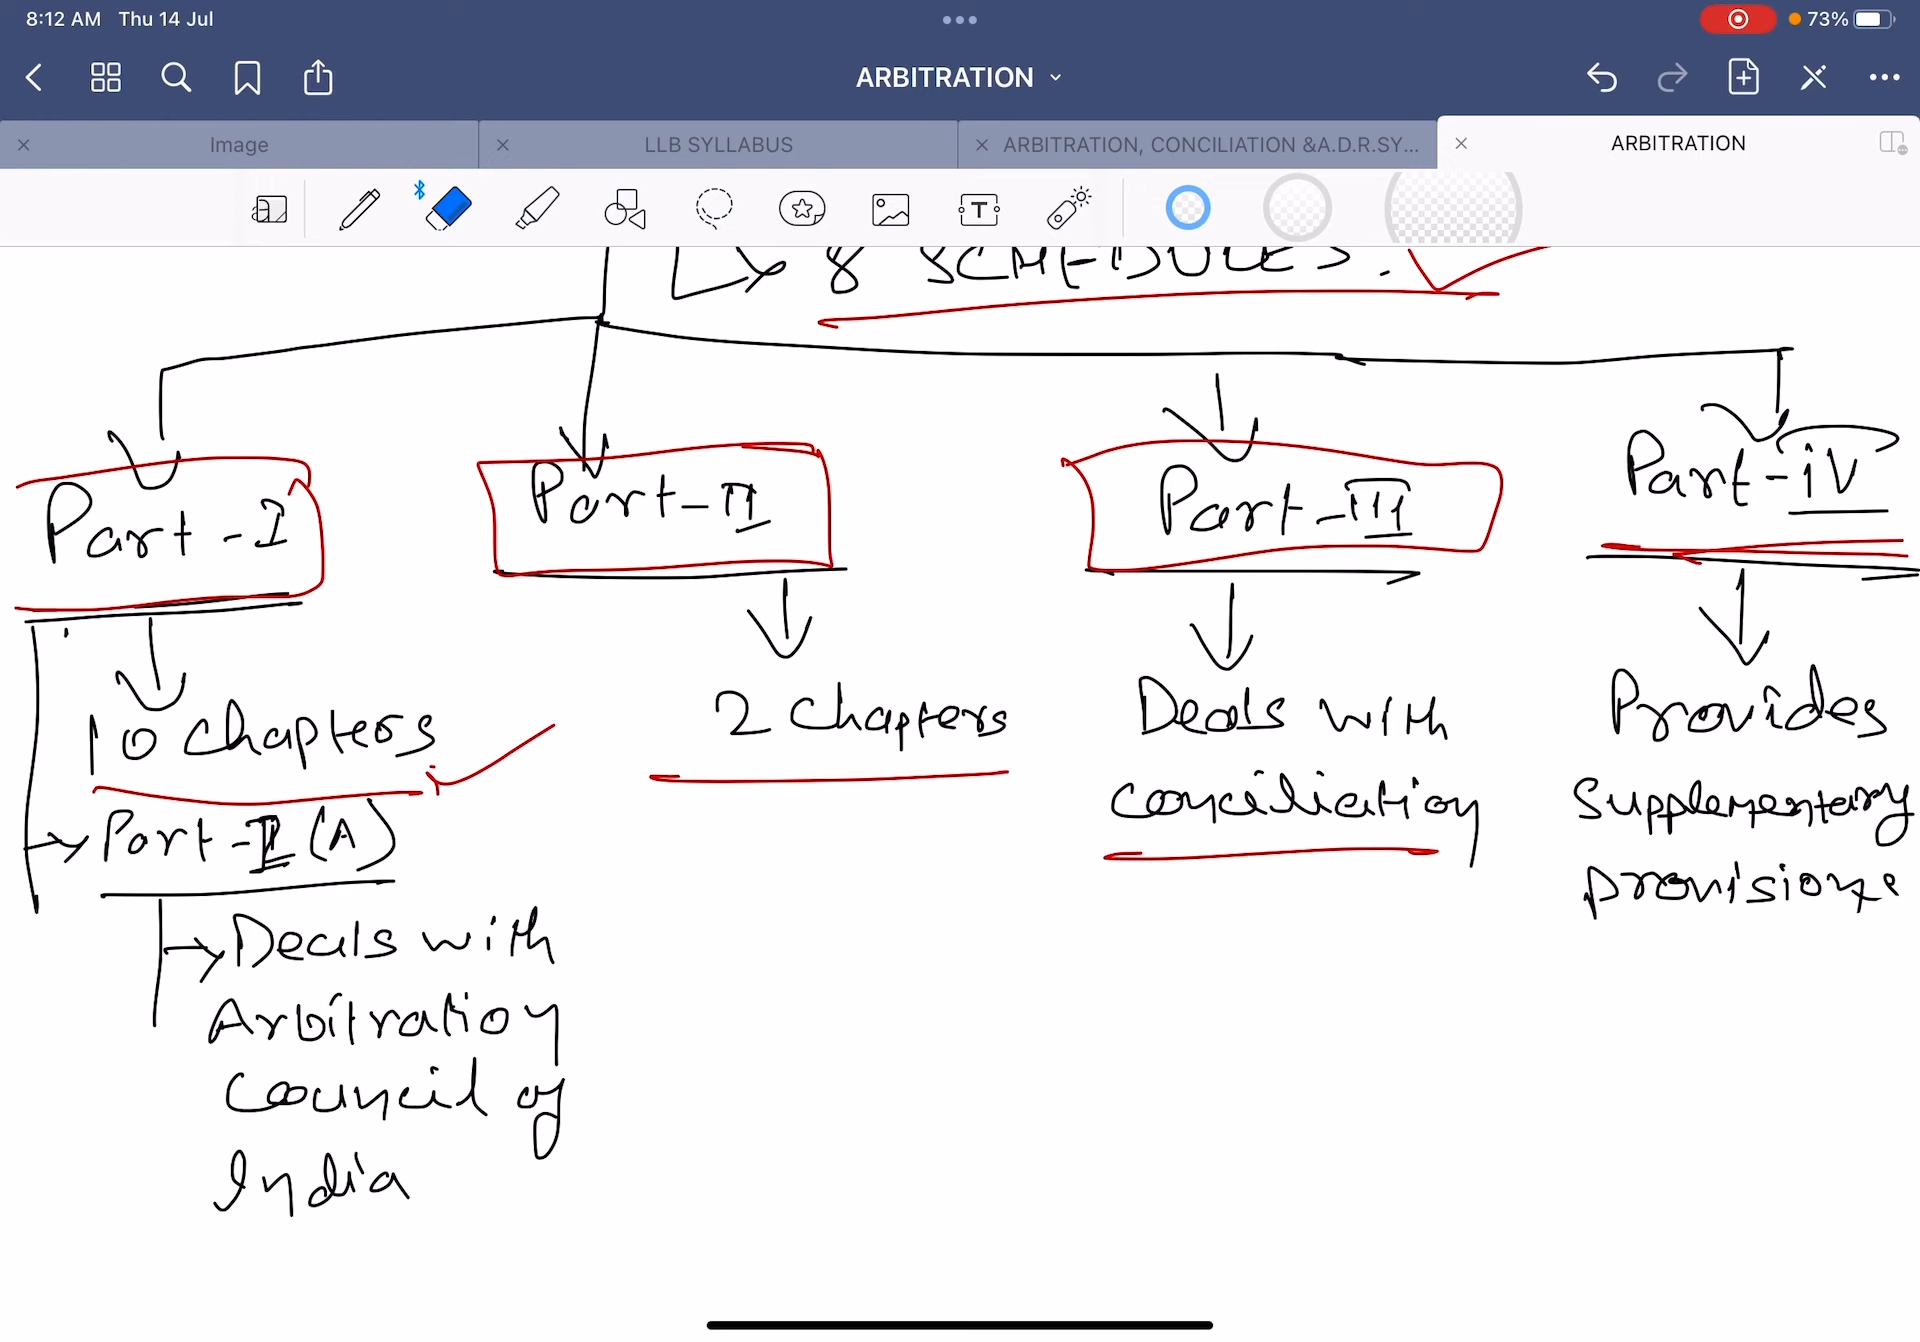 8:12 AM Thu 14 Jul
73%
ARBITRATION
Image
LLB SYLLABUS
ARBITRATION, CONCILIATION &A.D.R.SY...
ARBITRATION
8 SCHEDULES.
Part-I
Part-II
Part-III
Part-iV
10 chapters
2 chapters
Deals with
conciliation
Provides
Supplementary
provisions
Part-I (A)
Deals with
Arbitration
Council of
India